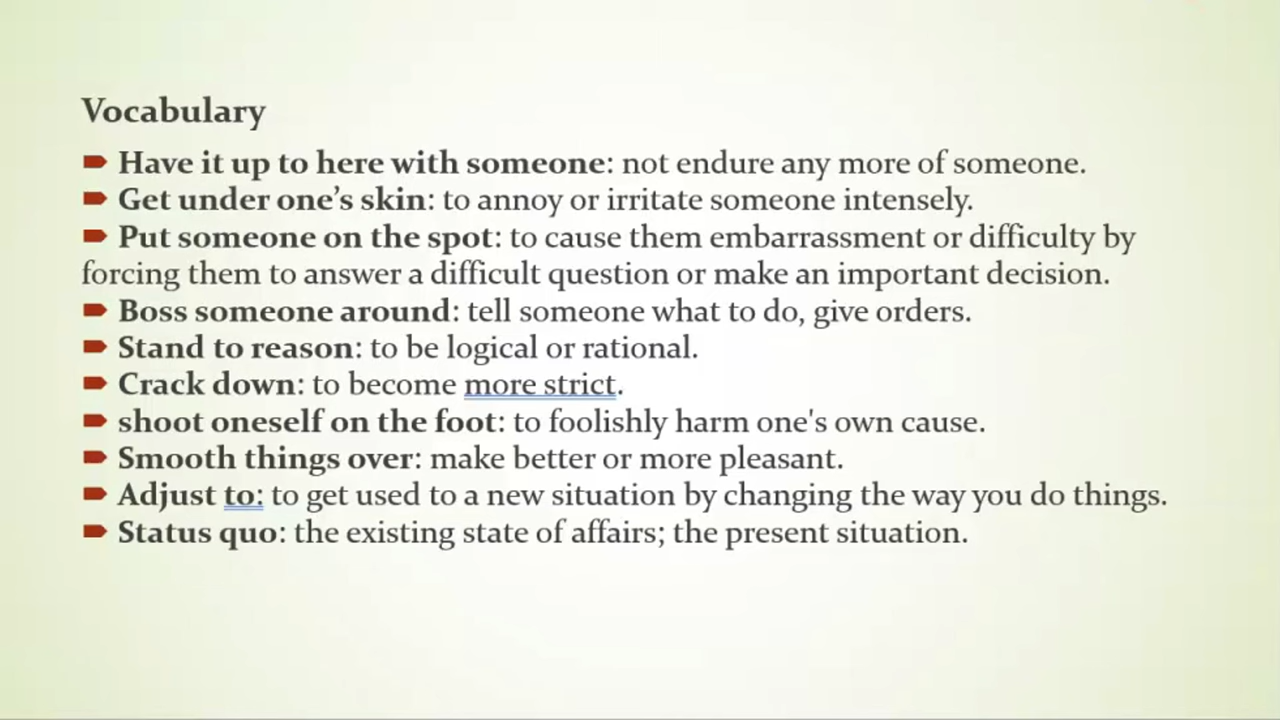 Vocabulary
Have it up to here with someone: not endure any more of someone.
Get under one’s skin: to annoy or irritate someone intensely.
Put someone on the spot: to cause them embarrassment or difficulty by
forcing them to answer a difficult question or make an important decision.
Boss someone around: tell someone what to do, give orders.
Stand to reason: to be logical or rational.
Crack down: to become more strict.
shoot oneself on the foot: to foolishly harm one's own cause.
Smooth things over: make better or more pleasant.
Adjust to: to get used to a new situation by changing the way you do things.
Status quo: the existing state of affairs; the present situation.